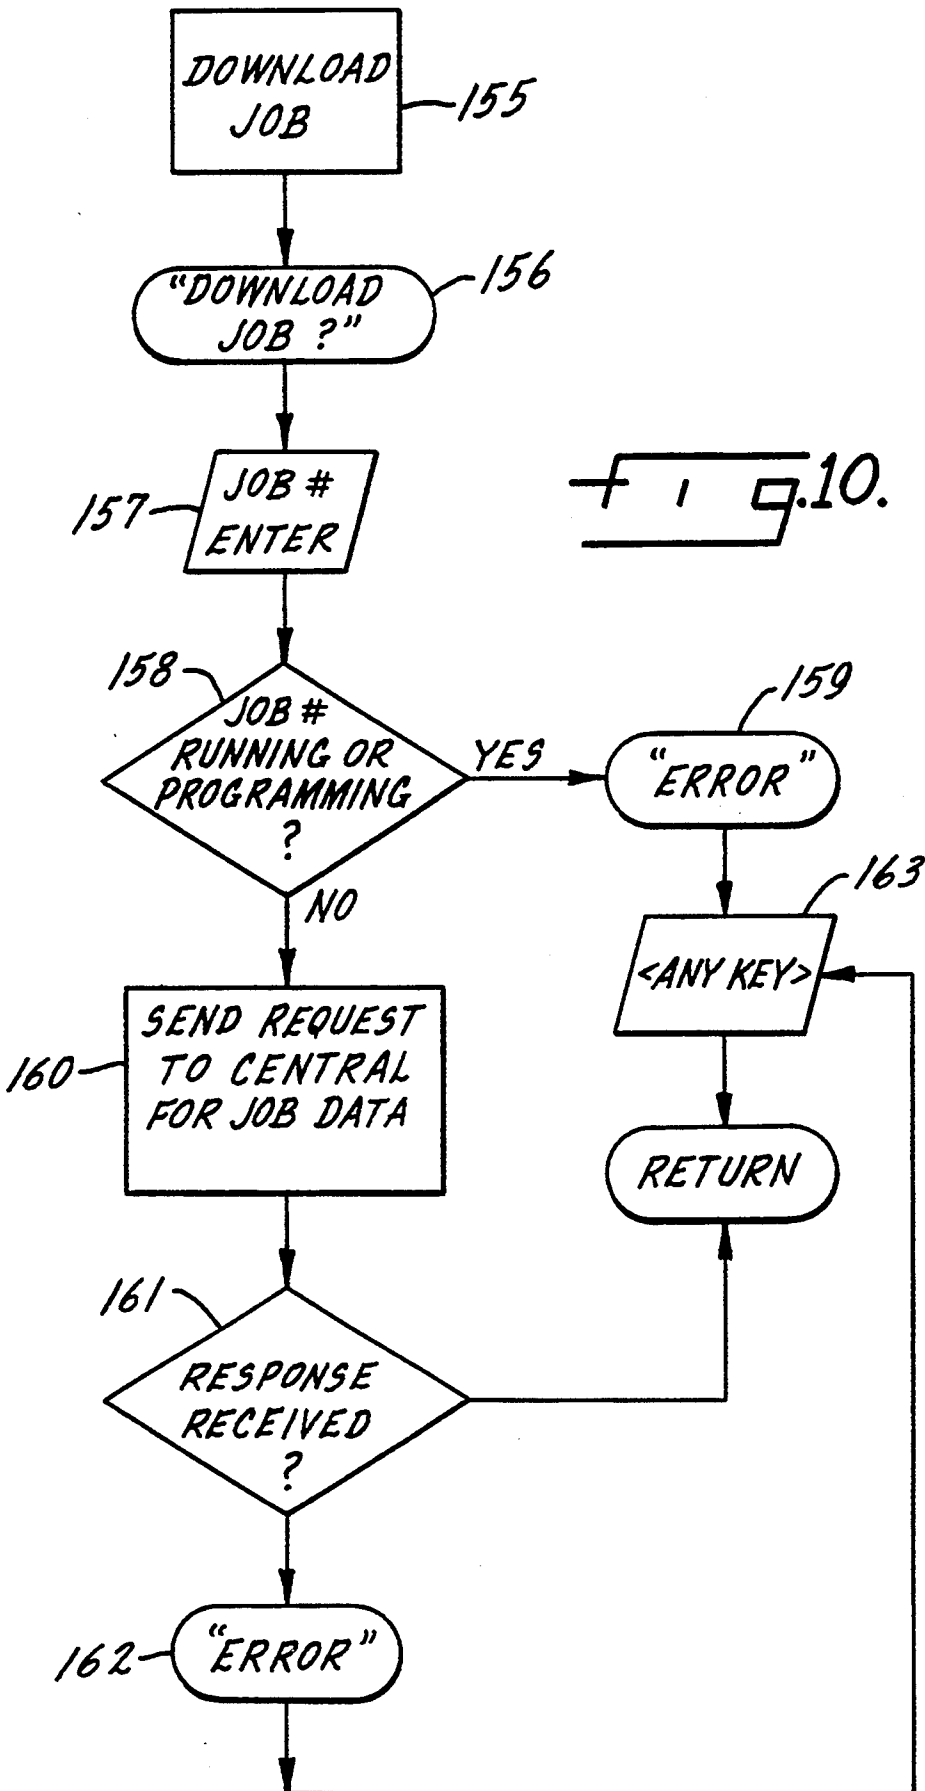 DOWNLOAD
JOB
155
"DOWNLOAD
JOB ?"
156
JOB #
ENTER
157
Fig.10.
158
JOB #
RUNNING OR
PROGRAMMING
?
YES
159
"ERROR"
NO
163
<ANY KEY>
160
SEND REQUEST
TO CENTRAL
FOR JOB DATA
RETURN
161
RESPONSE
RECEIVED
?
162
"ERROR"